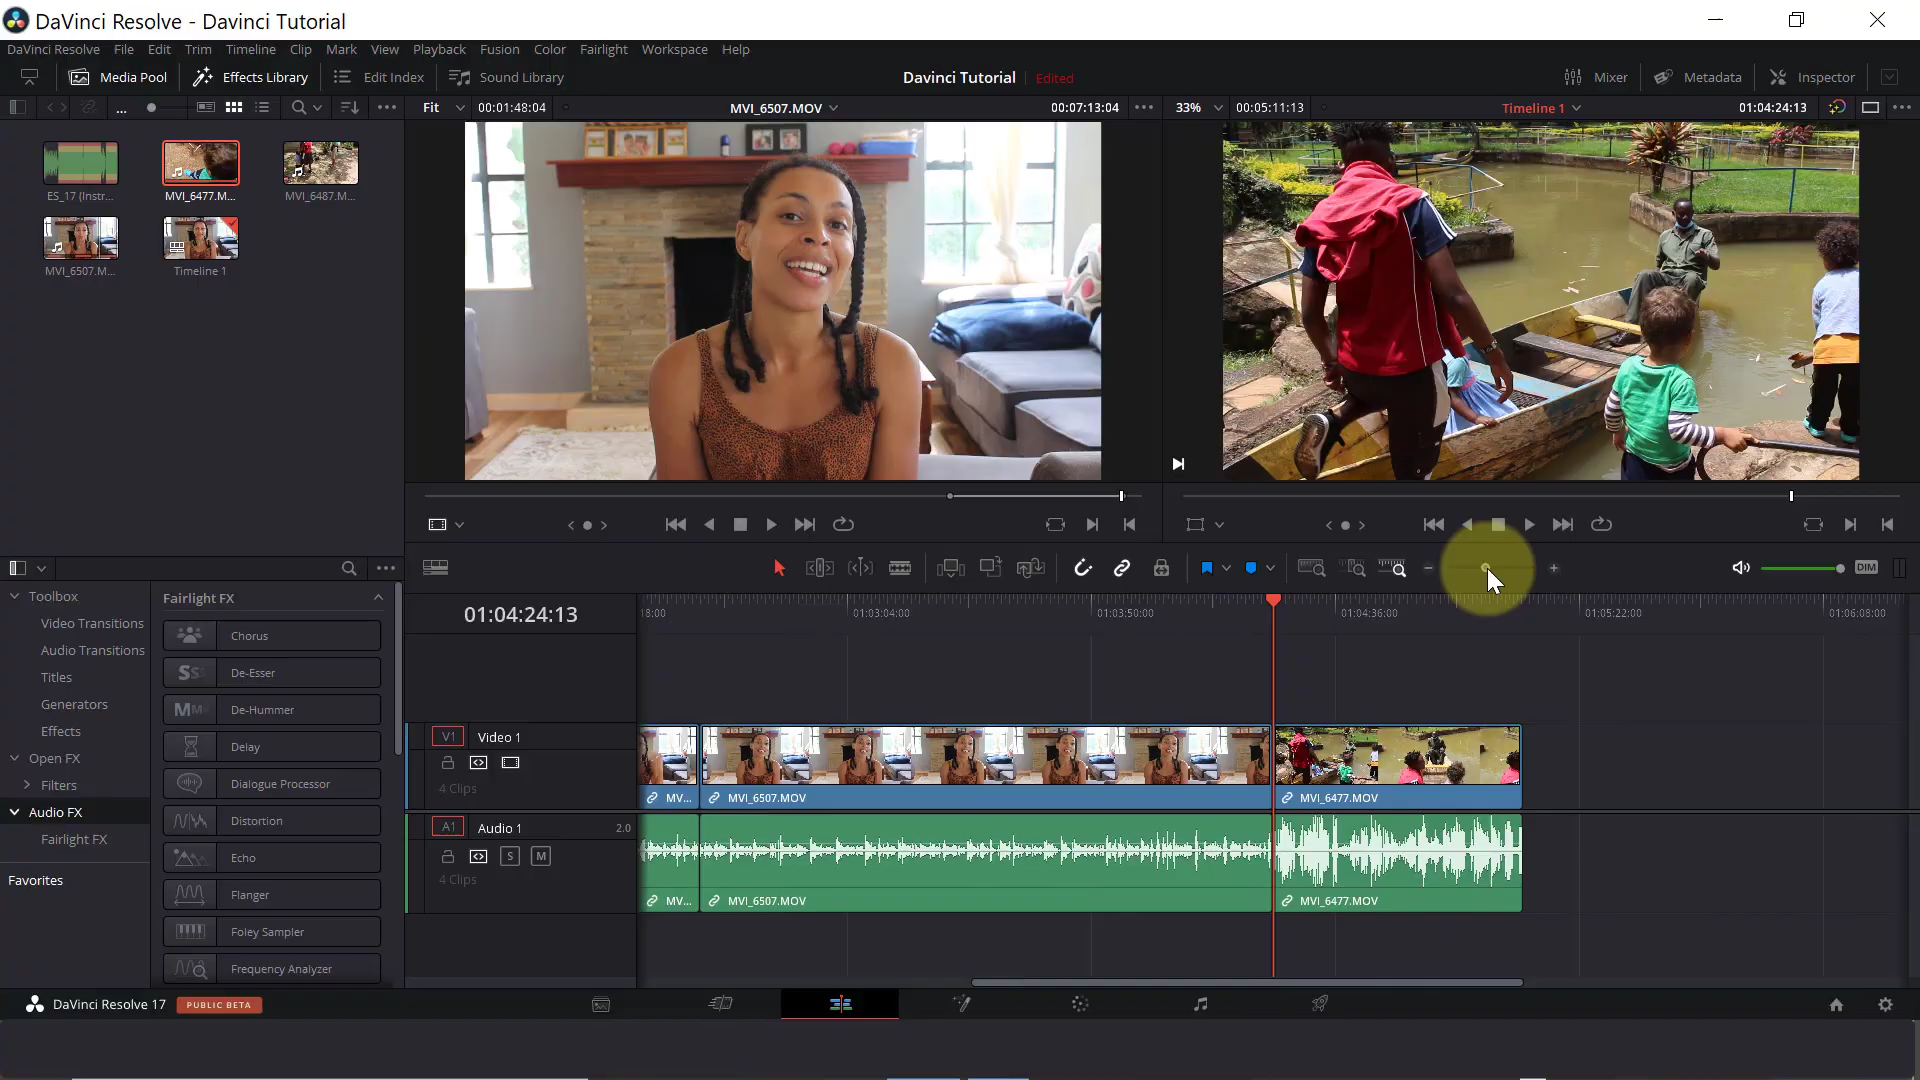 DaVinci Resolve - Davinci Tutorial
DaVinci Resolve File Edit Trim Timeline Clip Mark View Playback Fusion Color Fairlight Workspace Help
Media Pool Effects Library Edit Index Sound Library Davinci Tutorial Edited Mixer Metadata Inspector
... Fit 00:01:48:04 MVI_6507.MOV 00:07:13:04 33% 00:05:11:13 Timeline 1 01:04:24:13
ES_17 (Instr... MVI_6477.M... MVI_6487.M...
MVI_6507.M... Timeline 1
DIM
Toolbox
Video Transitions
Audio Transitions
Titles
Generators
Effects
Open FX
Filters
Audio FX
Fairlight FX
Favorites
Fairlight FX
Chorus
De-Esser
De-Hummer
Delay
Dialogue Processor
Distortion
Echo
Flanger
Foley Sampler
Frequency Analyzer
01:04:24:13
18:00 01:03:04:00 01:03:50:00 01:04:36:00 01:05:22:00 01:06:08:00
V1 Video 1
4 Clips
MV... MVI_6507.MOV MVI_6477.MOV
A1 Audio 1 2.0
S M
4 Clips
MV... MVI_6507.MOV MVI_6477.MOV
DaVinci Resolve 17 PUBLIC BETA